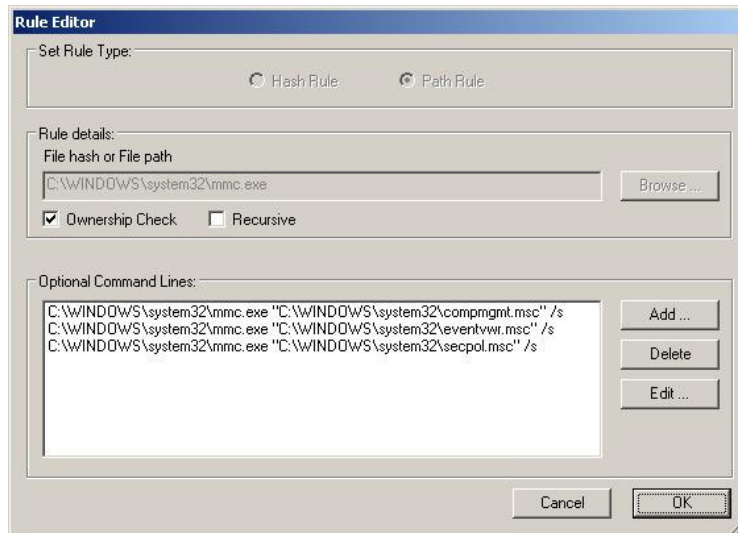 Rule Editor
Set Rule Type:
Hash Rule
Path Rule
Rule details:
File hash or File path
C:\WINDOWS\system32\mmc.exe
Browse ...
Ownership Check
Recursive
Optional Command Lines:
C:\WINDOWS\system32\mmc.exe "C:\WINDOWS\system32\compmgmt.msc" /s
C:\WINDOWS\system32\mmc.exe "C:\WINDOWS\system32\eventvwr.msc" /s
C:\WINDOWS\system32\mmc.exe "C:\WINDOWS\system32\secpol.msc" /s
Add ...
Delete
Edit ...
Cancel
OK